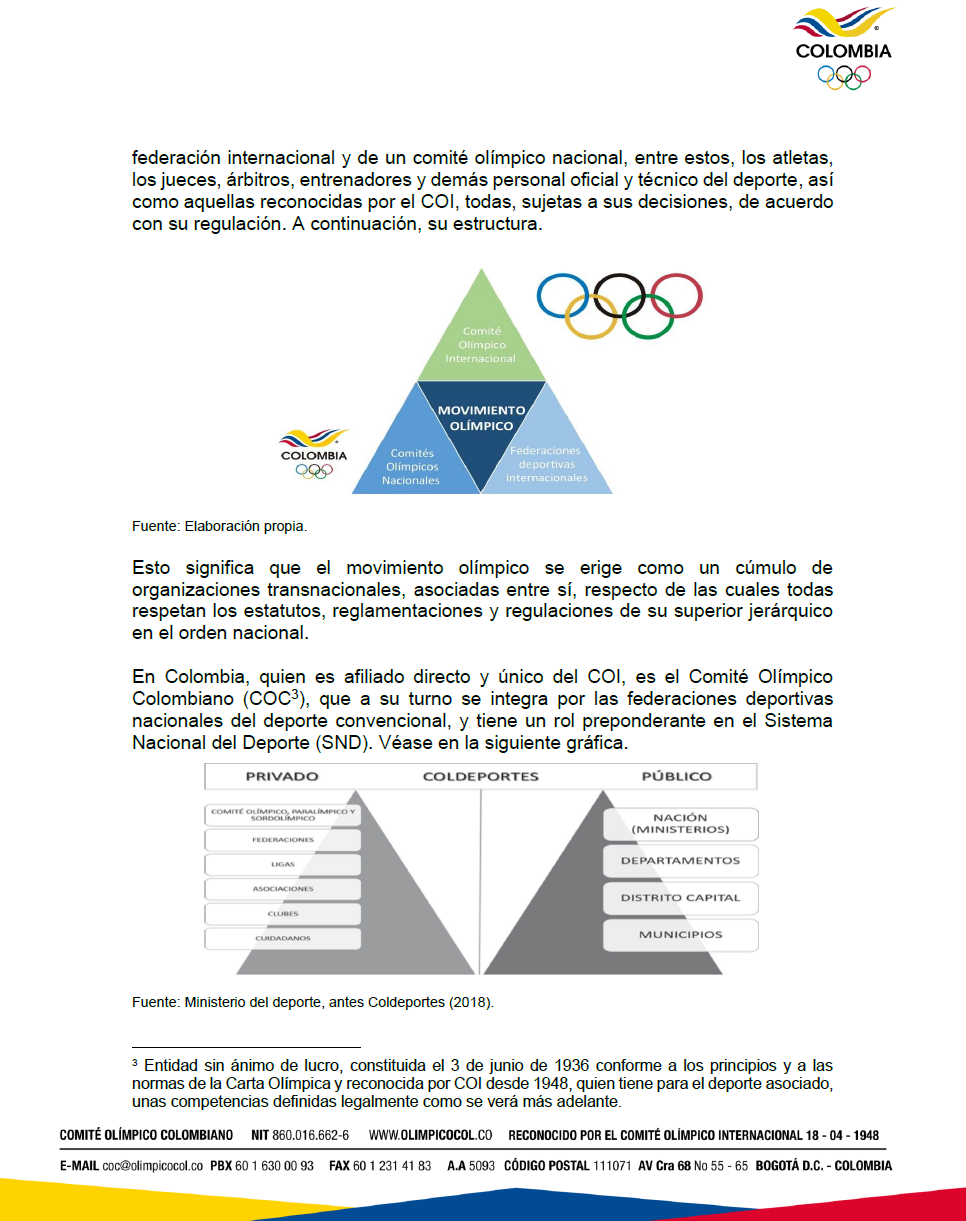 COLOMBIA
federación internacional y de un comité olímpico nacional, entre estos, los atletas,
los jueces, árbitros, entrenadores y demás personal oficial y técnico del deporte, así
como aquellas reconocidas por el COI, todas, sujetas a sus decisiones, de acuerdo
con su regulación. A continuación, su estructura.
Comité
Olímpico
Internacional
MOVIMIENTO
OLÍMPICO
COLOMBIA
Comités
Olímpicos
Nacionales
Federaciones
deportivas
internacionales
Fuente: Elaboración propia.
Esto significa que el movimiento olímpico se erige como un cúmulo de
organizaciones transnacionales, asociadas entre sí, respecto de las cuales todas
respetan los estatutos, reglamentaciones y regulaciones de su superior jerárquico
en el orden nacional.
En Colombia, quien es afiliado directo y único del COI, es el Comité Olímpico
Colombiano (COC³), que a su turno se integra por las federaciones deportivas
nacionales del deporte convencional, y tiene un rol preponderante en el Sistema
Nacional del Deporte (SND). Véase en la siguiente gráfica.
PRIVADO COLDEPORTES PÚBLICO
COMITÉ OLÍMPICO, PARALÍMPICO Y
SORDOLÍMPICO
FEDERACIONES
LIGAS
ASOCIACIONES
CLUBES
CUIDADANOS
NACIÓN
(MINISTERIOS)
DEPARTAMENTOS
DISTRITO CAPITAL
MUNICIPIOS
Fuente: Ministerio del deporte, antes Coldeportes (2018).
³ Entidad sin ánimo de lucro, constituida el 3 de junio de 1936 conforme a los principios y a las
normas de la Carta Olímpica y reconocida por COI desde 1948, quien tiene para el deporte asociado,
unas competencias definidas legalmente como se verá más adelante.
COMITÉ OLÍMPICO COLOMBIANO NIT 860.016.662-6 WWW.OLIMPICOCOL.CO RECONOCIDO POR EL COMITÉ OLÍMPICO INTERNACIONAL 18 - 04 - 1948
E-MAIL coc@olimpicocol.co PBX 60 1 630 00 93 FAX 60 1 231 41 83 A.A 5093 CÓDIGO POSTAL 111071 AV Cra 68 No 55 - 65 BOGOTÁ D.C. - COLOMBIA